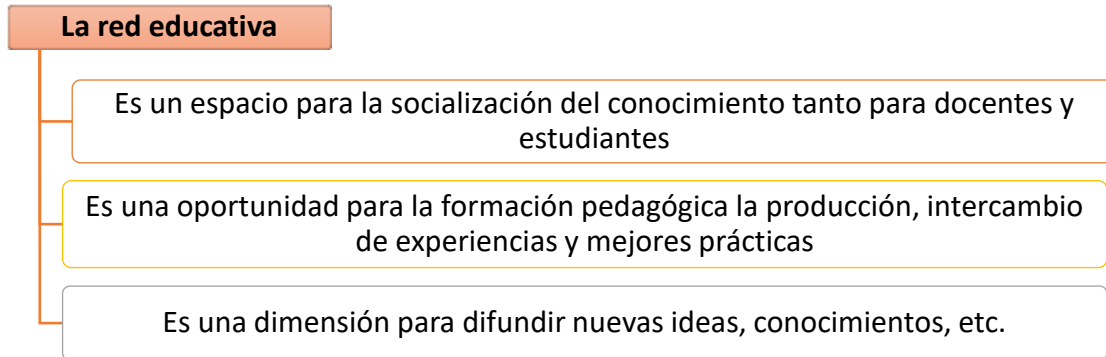 La red educativa
Es un espacio para la socialización del conocimiento tanto para docentes y
estudiantes
Es una oportunidad para la formación pedagógica la producción, intercambio
de experiencias y mejores prácticas
Es una dimensión para difundir nuevas ideas, conocimientos, etc.